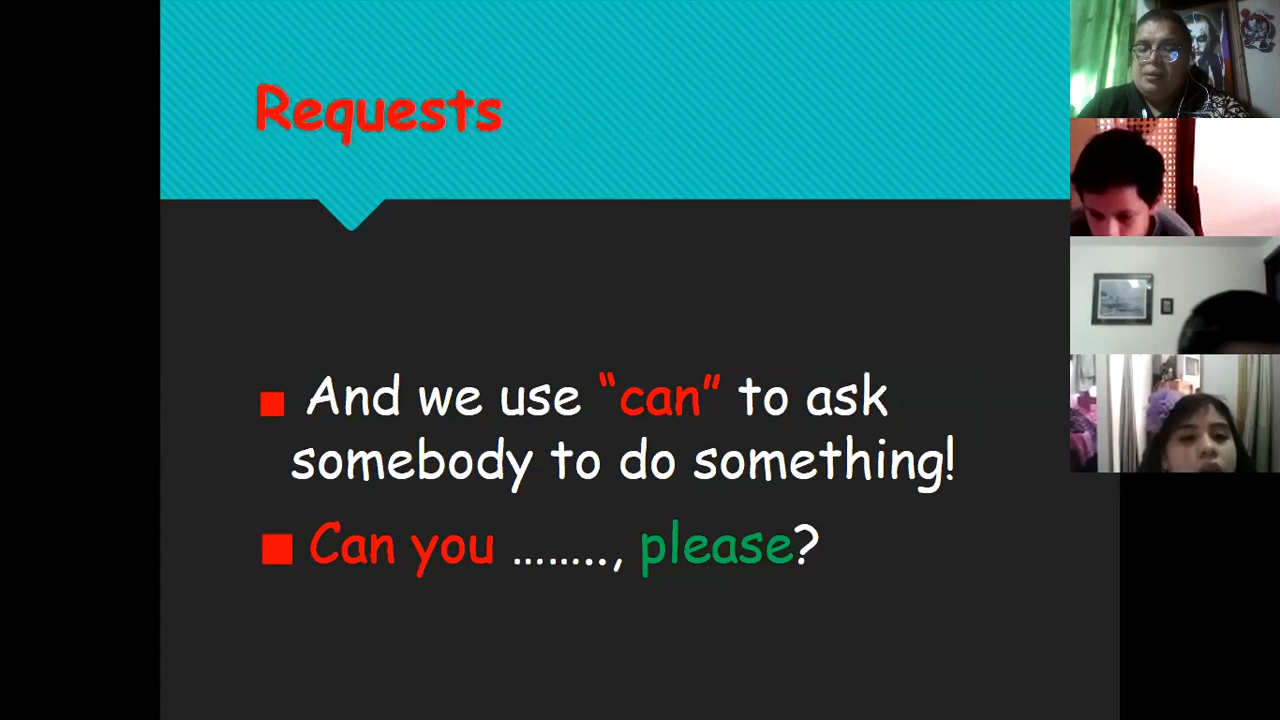 Requests
And we use “can” to ask
somebody to do something!
Can you …….., please?